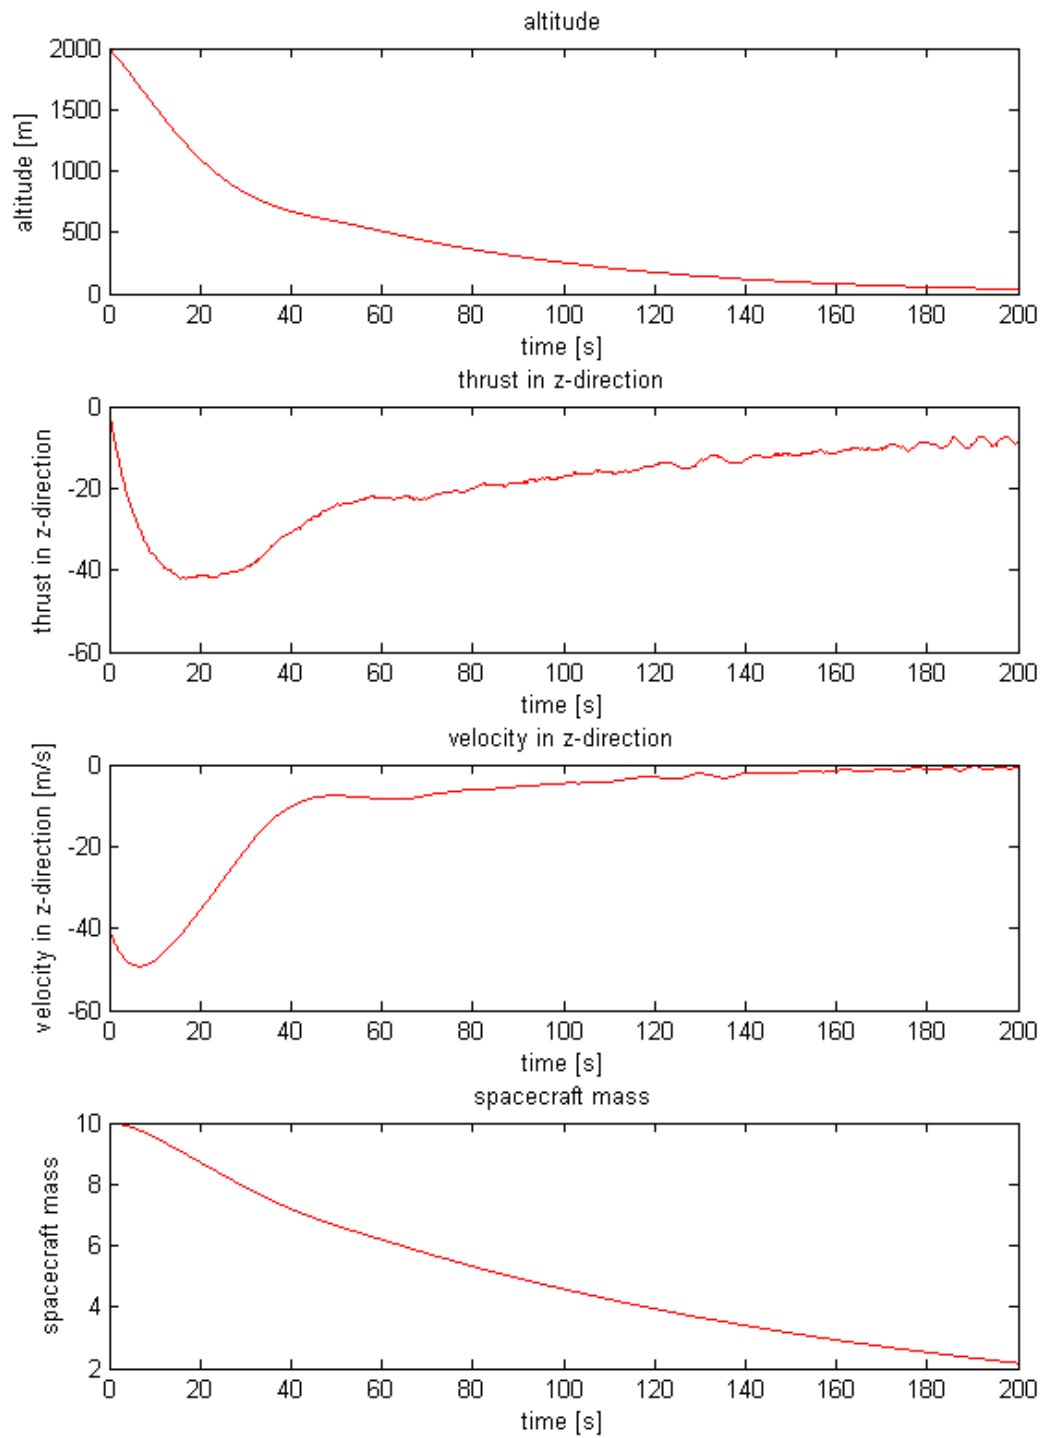 altitude
altitude [m]
2000
1500
1000
500
0
0 20 40 60 80 100 120 140 160 180 200
time [s]
thrust in z-direction
thrust in z-direction
0
-20
-40
-60
0 20 40 60 80 100 120 140 160 180 200
time [s]
velocity in z-direction
velocity in z-direction [m/s]
0
-20
-40
-60
0 20 40 60 80 100 120 140 160 180 200
time [s]
spacecraft mass
spacecraft mass
10
8
6
4
2
0 20 40 60 80 100 120 140 160 180 200
time [s]